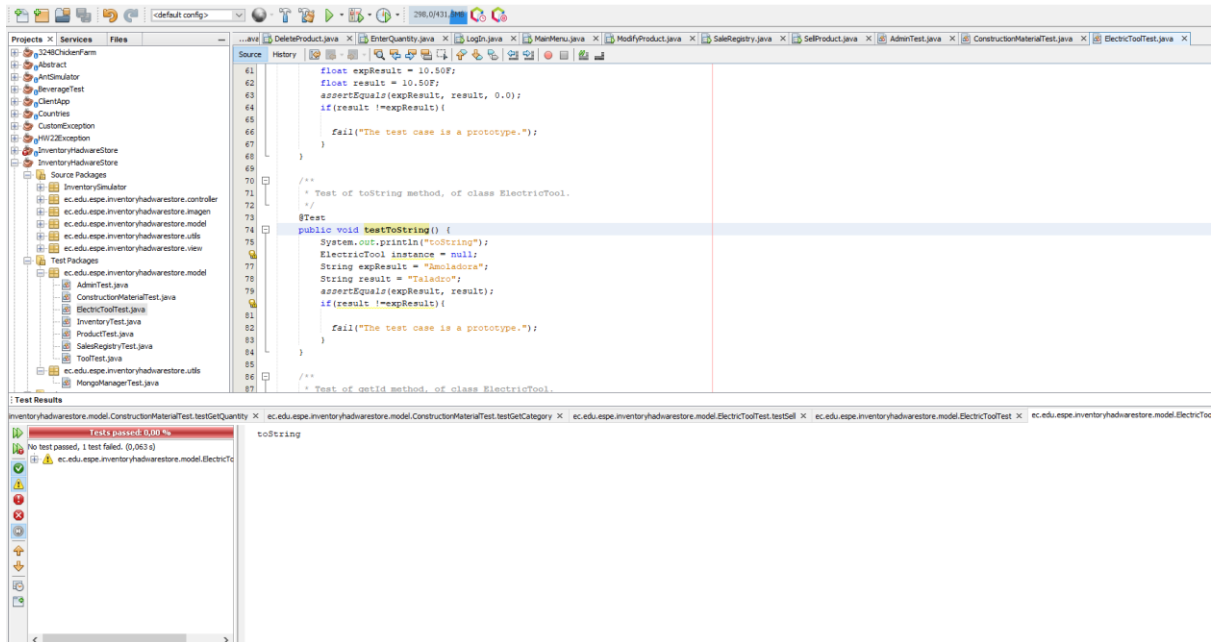 <default config>
298,0/431,0MB
Projects
Services
Files
...ava
DeleteProduct.java
EnterQuantity.java
LogIn.java
MainMenu.java
ModifyProduct.java
SaleRegistry.java
SellProduct.java
AdminTest.java
ConstructionMaterialTest.java
ElectricToolTest.java
Source
History
9248ChickenFarm
Abstract
AntSimulator
BeverageTest
ClientApp
Countries
CustomException
HW22Exception
InventoryHadwareStore
InventoryHadwareStore
Source Packages
InventorySimulator
ec.edu.espe.inventoryhadwarestore.controller
ec.edu.espe.inventoryhadwarestore.imagen
ec.edu.espe.inventoryhadwarestore.model
ec.edu.espe.inventoryhadwarestore.utils
ec.edu.espe.inventoryhadwarestore.view
Test Packages
ec.edu.espe.inventoryhadwarestore.model
AdminTest.java
ConstructionMaterialTest.java
ElectricToolTest.java
InventoryTest.java
ProductTest.java
SalesRegistryTest.java
ToolTest.java
ec.edu.espe.inventoryhadwarestore.utils
MongoManagerTest.java
61 float expResult = 10.50F;
62 float result = 10.50F;
63 assertEquals(expResult, result, 0.0);
64 if(result !=expResult){
65
66 fail("The test case is a prototype.");
67 }
68 }
69
70 /**
71 * Test of toString method, of class ElectricTool.
72 */
73 @Test
74 public void testToString() {
75 System.out.println("toString");
ElectricTool instance = null;
77 String expResult = "Amoladora";
78 String result = "Taladro";
79 assertEquals(expResult, result);
if(result !=expResult){
81
82 fail("The test case is a prototype.");
83 }
84 }
85
86 /**
87 * Test of getId method, of class ElectricTool.
Test Results
inventoryhadwarestore.model.ConstructionMaterialTest.testGetQuantity
ec.edu.espe.inventoryhadwarestore.model.ConstructionMaterialTest.testGetCategory
ec.edu.espe.inventoryhadwarestore.model.ElectricToolTest.testSell
ec.edu.espe.inventoryhadwarestore.model.ElectricToolTest
ec.edu.espe.inventoryhadwarestore.model.ElectricToo
Tests passed: 0,00 %
No test passed, 1 test failed. (0,063 s)
ec.edu.espe.inventoryhadwarestore.model.ElectricTo
toString